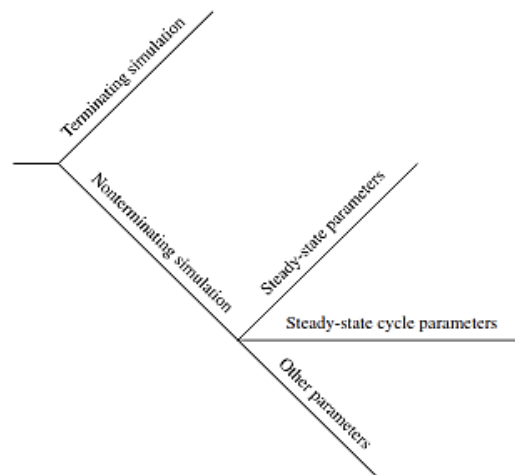 Terminating simulation
Nonterminating simulation
Steady-state parameters
Steady-state cycle parameters
Other parameters